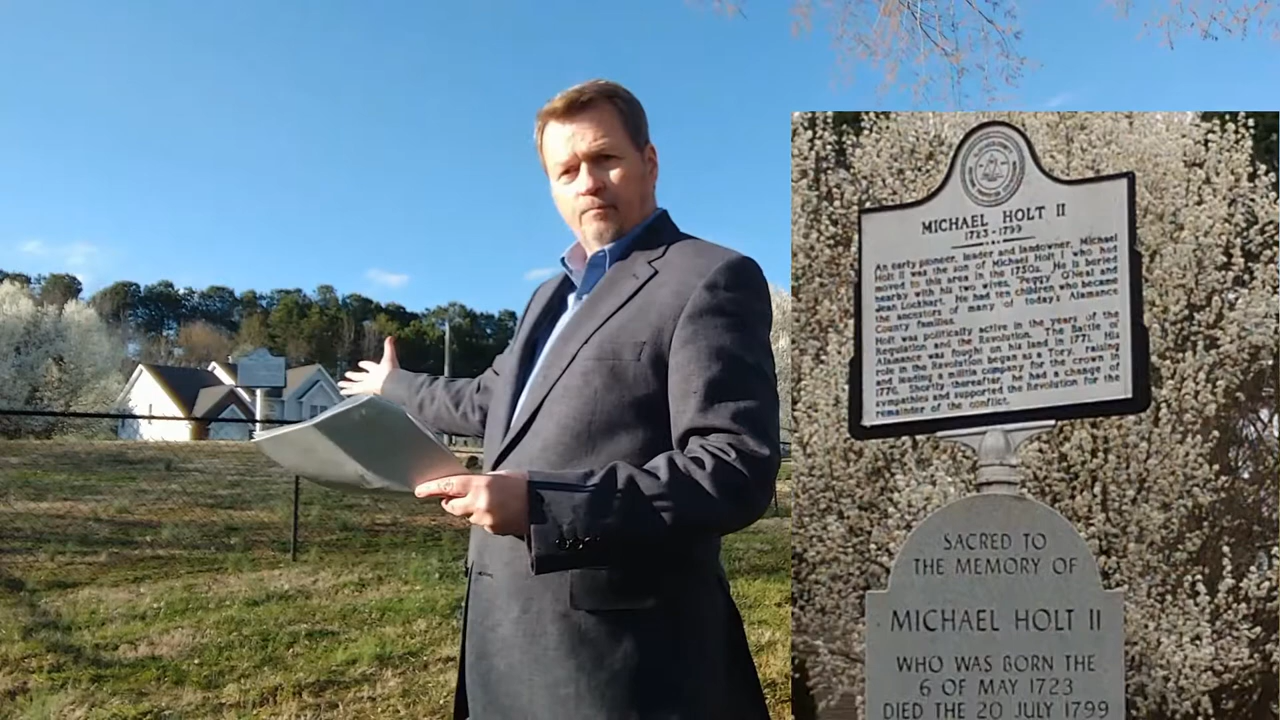 MICHAEL HOLT II
1723-1799
An early pioneer, leader and landowner, Michael
Holt II was the son of Michael Holt I who had
moved to this area in the 1750s. He is buried
nearby with his two wives, Peggy O'Neal and
Jean Lockhart. He had ten children who became
the ancestors of many of today's Alamance
County families.
Holt was politically active in the years of the
Regulation and the Revolution. The Battle of
Alamance was fought on his land in 1771. His
role in the Revolution began as a Tory, raising
and leading a militia company for the crown in
1776. Shortly thereafter, he had a change of
sympathies and supported the Revolution for the
remainder of the conflict.
SACRED TO
THE MEMORY OF
MICHAEL HOLT II
WHO WAS BORN THE
6 OF MAY 1723
DIED THE 20 JULY 1799